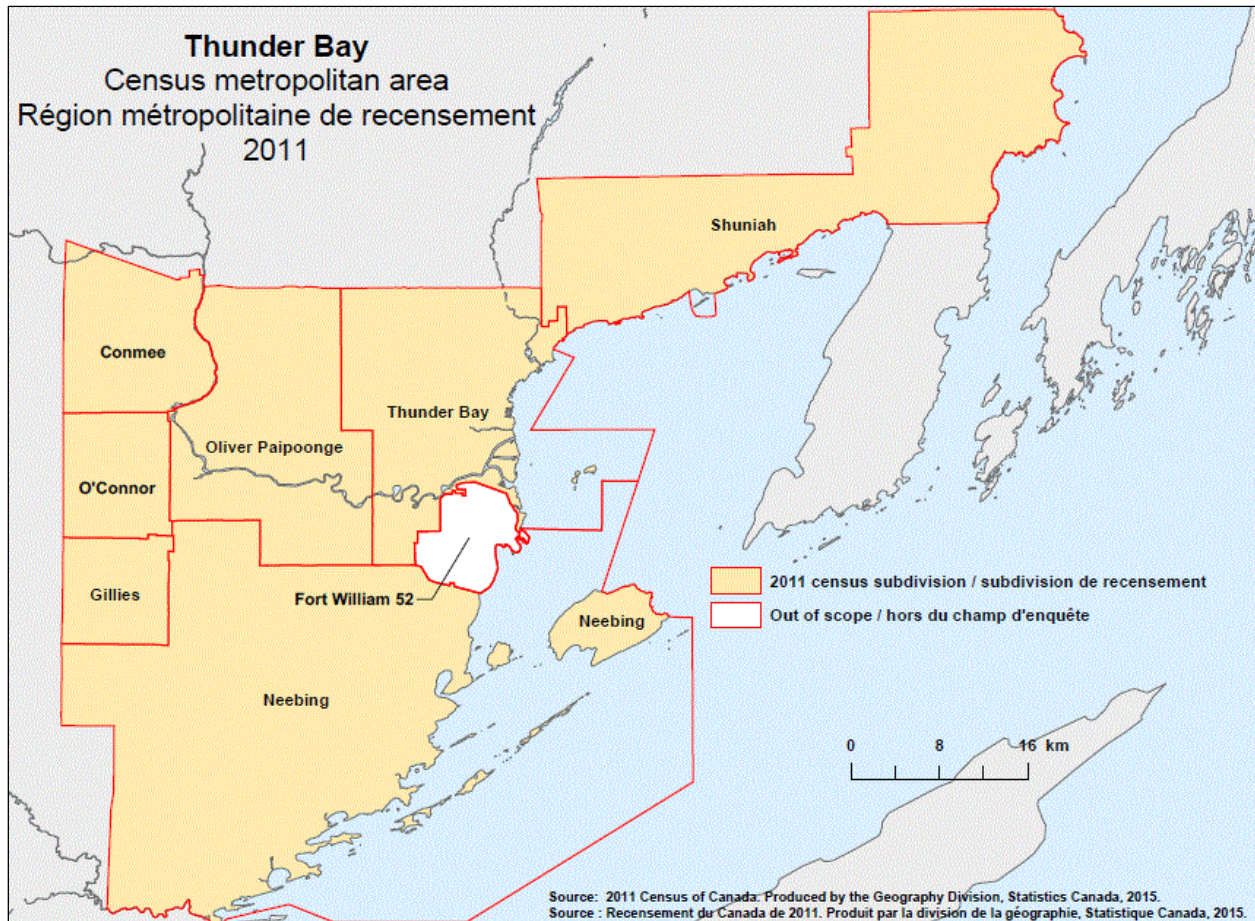 Thunder Bay
Census metropolitan area
Région métropolitaine de recensement
2011
Shuniah
Conmee
Thunder Bay
Oliver Paipoonge
O'Connor
Gillies
Fort William 52
Neebing
Neebing
2011 census subdivision / subdivision de recensement
Out of scope / hors du champ d'enquête
0 8 16 km
Source: 2011 Census of Canada. Produced by the Geography Division, Statistics Canada, 2015.
Source : Recensement du Canada de 2011. Produit par la division de la géographie, Statistique Canada, 2015.